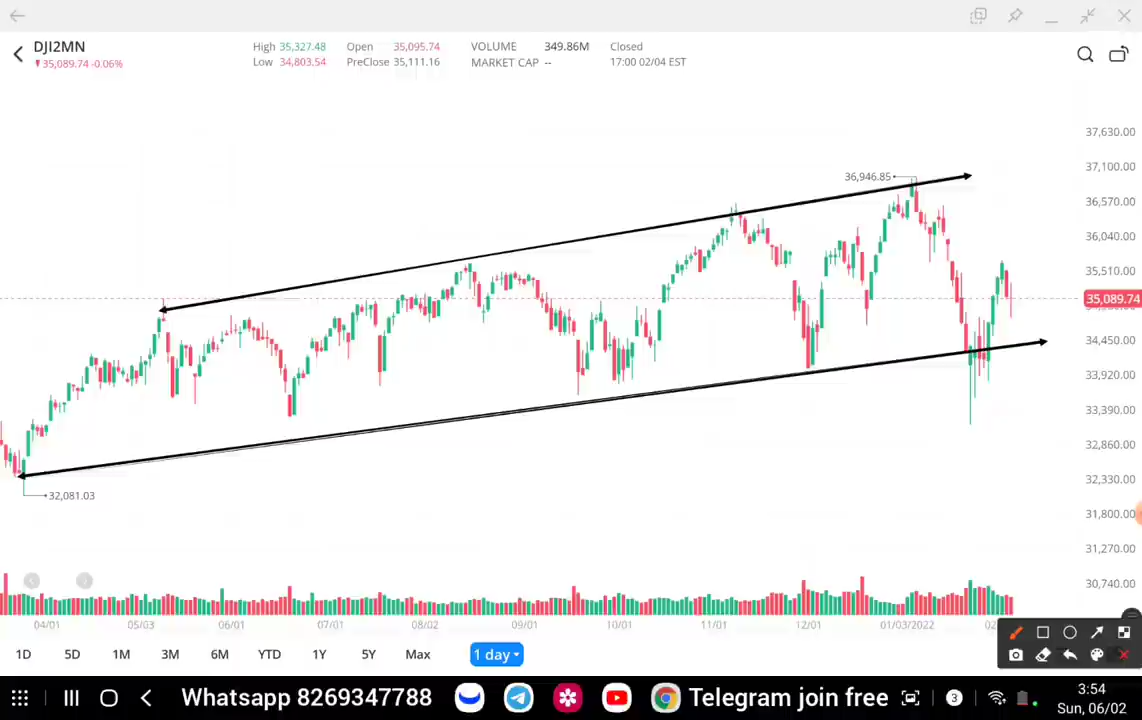 DJI2MN
35,089.74 -0.06%
High 35,327.48 Open 35,095.74 VOLUME 349.86M Closed
Low 34,803.54 PreClose 35,111.16 MARKET CAP -- 17:00 02/04 EST
37,630.00
37,100.00
36,946.85
36,570.00
36,040.00
35,510.00
35,089.74
34,450.00
33,920.00
33,390.00
32,860.00
32,330.00
32,081.03
31,800.00
31,270.00
30,740.00
04/01 05/03 06/01 07/01 08/02 09/01 10/01 11/01 12/01 01/03/2022
1D 5D 1M 3M 6M YTD 1Y 5Y Max 1 day
Whatsapp 8269347788 Telegram join free 3 3:54
Sun, 06/02